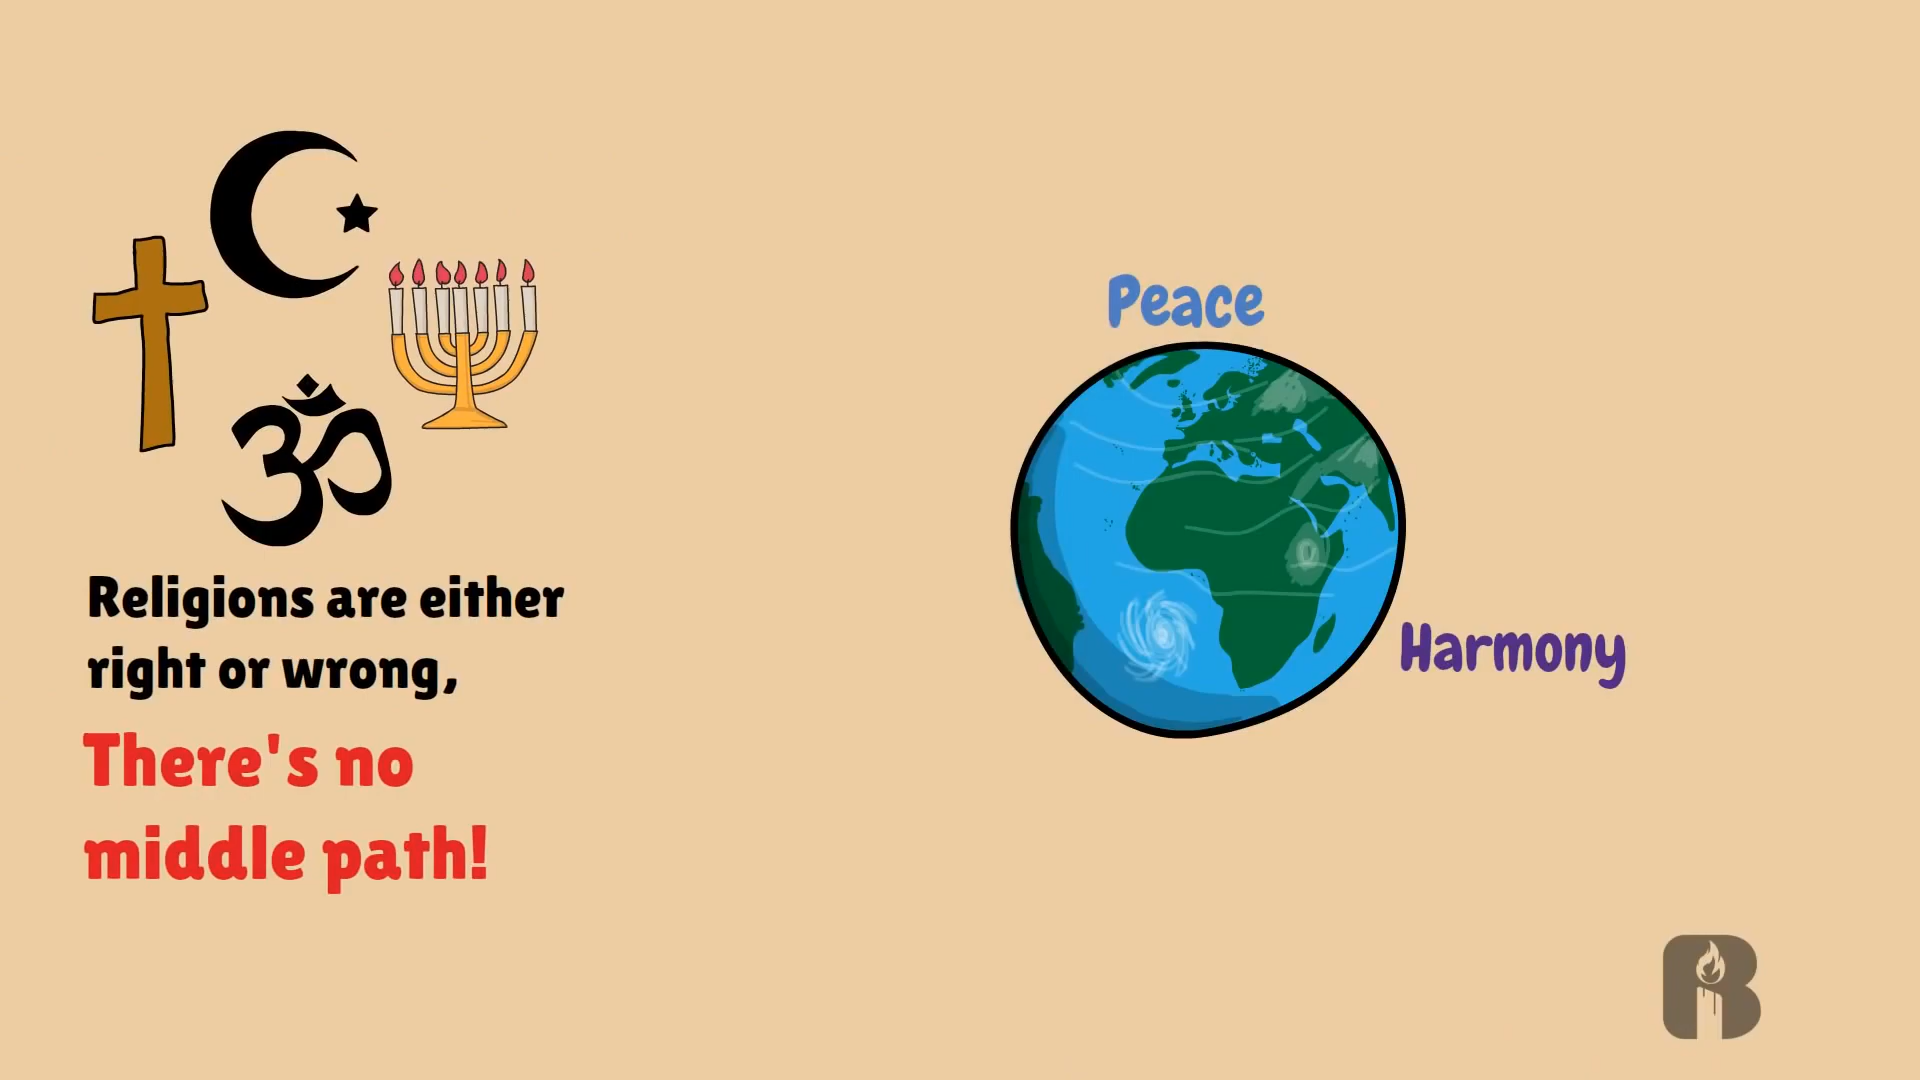 Religions are either
right or wrong,
There's no
middle path!
Peace
Harmony
B